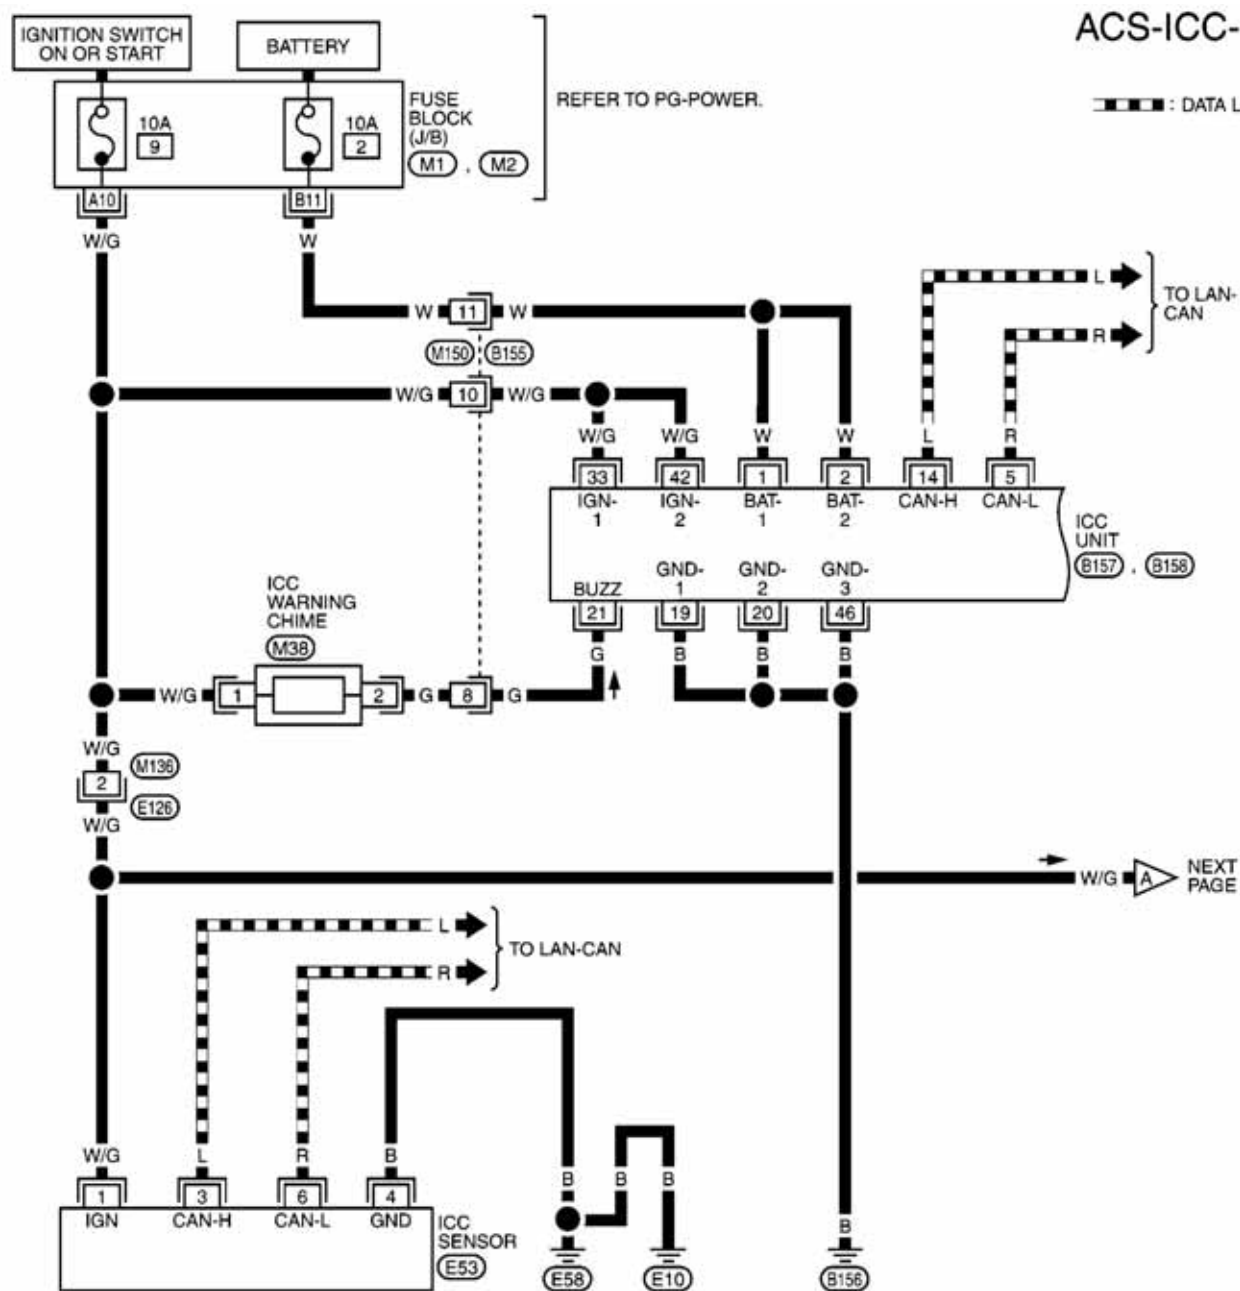 ACS-ICC-
IGNITION SWITCH
ON OR START
BATTERY
REFER TO PG-POWER.
: DATA L
FUSE
BLOCK
(J/B)
M1 , M2
10A
9
10A
2
A10
B11
W/G
W
W 11 W
L
R
TO LAN-
CAN
M150 B155
W/G 10 W/G
W/G W/G W W L R
33 42 1 2 14 5
IGN-
1
IGN-
2
BAT-
1
BAT-
2
CAN-H
CAN-L
ICC
UNIT
B157 , B158
BUZZ
GND-
1
GND-
2
GND-
3
21 19 20 46
G B B B
ICC
WARNING
CHIME
M38
W/G 1 2 G 8 G
W/G
M136
2
E126
W/G
W/G A
NEXT
PAGE
L
R
TO LAN-CAN
W/G L R B
B B B
B
1 3 6 4
IGN CAN-H CAN-L GND
ICC
SENSOR
E53
E58 E10 B156